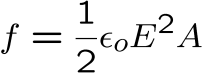 f = \frac{1}{2} \epsilon_o E^2 A